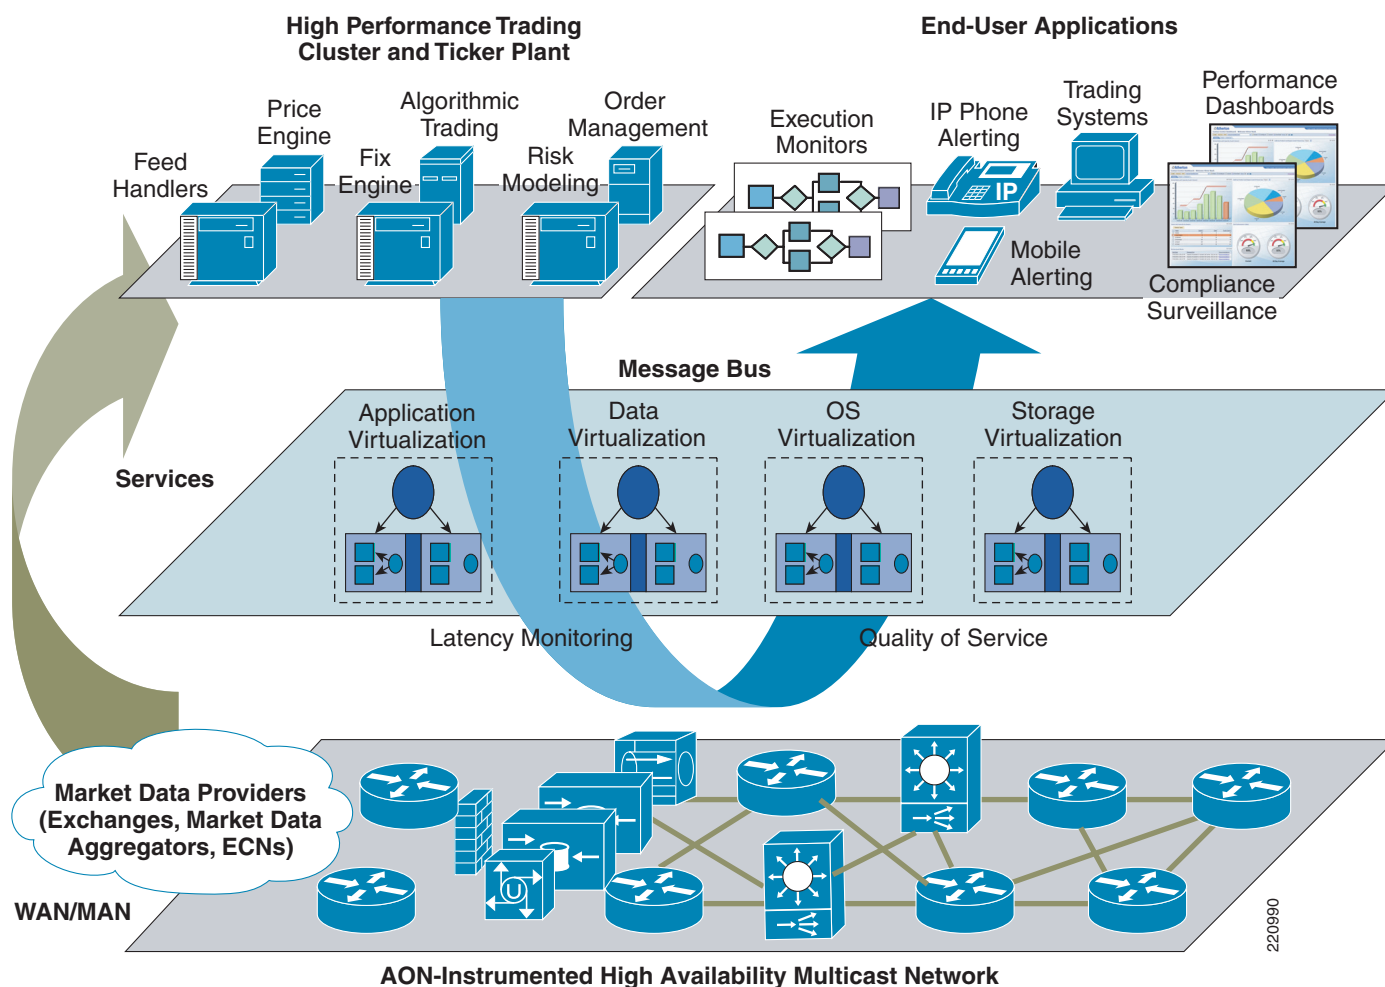 High Performance Trading
Cluster and Ticker Plant
End-User Applications
Feed
Handlers
Price
Engine
Fix
Engine
Algorithmic
Trading
Risk
Modeling
Order
Management
Execution
Monitors
IP Phone
Alerting
IP
Mobile
Alerting
Trading
Systems
Performance
Dashboards
Compliance
Surveillance
Message Bus
Services
Application
Virtualization
Data
Virtualization
OS
Virtualization
Storage
Virtualization
Latency Monitoring
Quality of Service
Market Data Providers
(Exchanges, Market Data
Aggregators, ECNs)
U
WAN/MAN
220990
AON-Instrumented High Availability Multicast Network